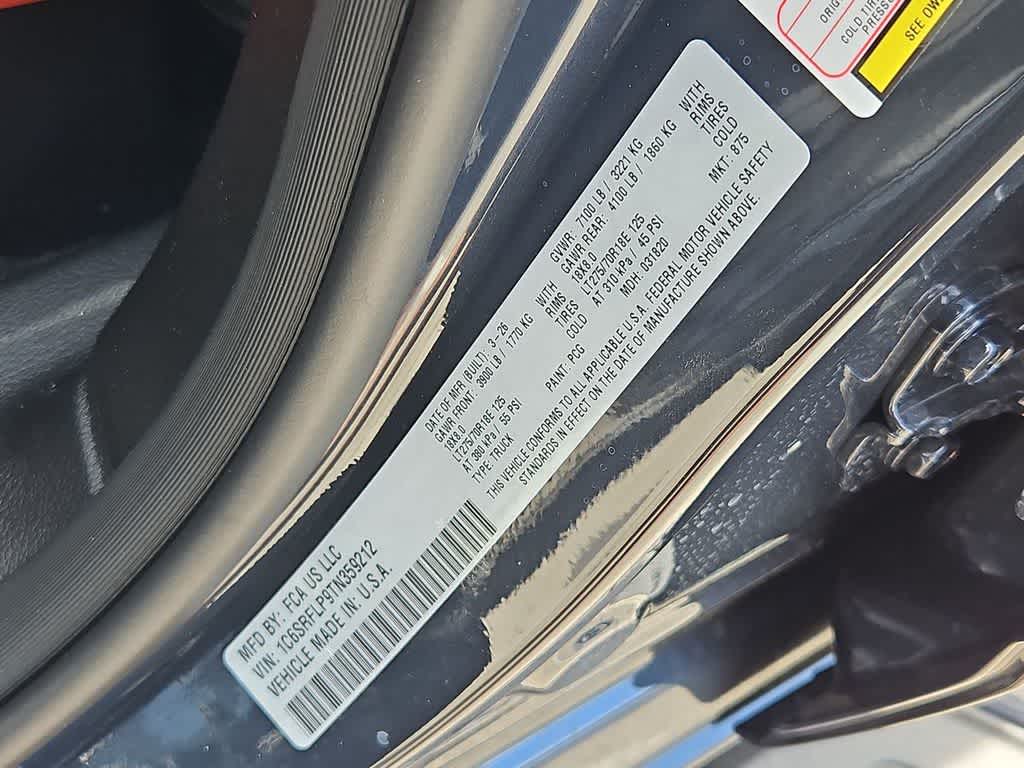 MFD BY: FCA US LLC
VIN: 1C6SRFLP9TN359212
VEHICLE MADE IN: U.S.A.
DATE OF MFR (BUILT): 3-26
GAWR FRONT: 3900 LB / 1770 KG WITH
18X8.0 RIMS
LT275/70R18E 125 TIRES
AT 380 kPa / 55 PSI COLD
TYPE: TRUCK PAINT: PCG
GVWR: 7100 LB / 3221 KG
GAWR REAR: 4100 LB / 1860 KG WITH
18X8.0 RIMS
LT275/70R18E 125 TIRES
AT 310 kPa / 45 PSI COLD
MDH: 031820 MKT: 875
THIS VEHICLE CONFORMS TO ALL APPLICABLE U.S.A. FEDERAL MOTOR VEHICLE SAFETY
STANDARDS IN EFFECT ON THE DATE OF MANUFACTURE SHOWN ABOVE.
COLD
SEE